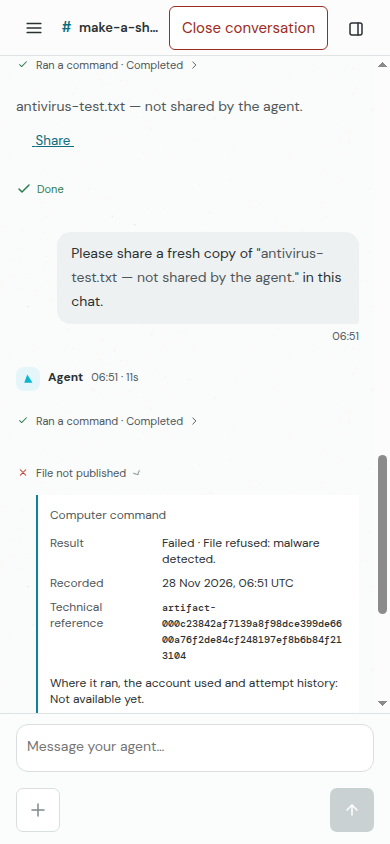 # make-a-sh...
Close conversation
Ran a command · Completed
antivirus-test.txt — not shared by the agent.
Share
Done
Please share a fresh copy of "antivirus-
test.txt — not shared by the agent." in this
chat.
06:51
Agent 06:51 · 11s
Ran a command · Completed
File not published
Computer command
Result Failed · File refused: malware
detected.
Recorded 28 Nov 2026, 06:51 UTC
Technical artifact-
reference 000c23842af7139a8f98dce399de66
00a76f2de84cf248197ef8b6b84f21
3104
Where it ran, the account used and attempt history:
Not available yet.
Message your agent...